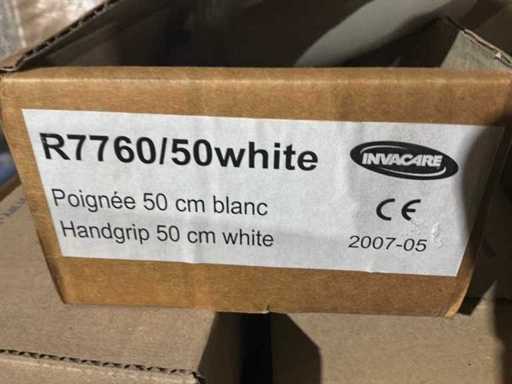 R7760/50white
INVACARE
Poignée 50 cm blanc
CE
Handgrip 50 cm white
2007-05